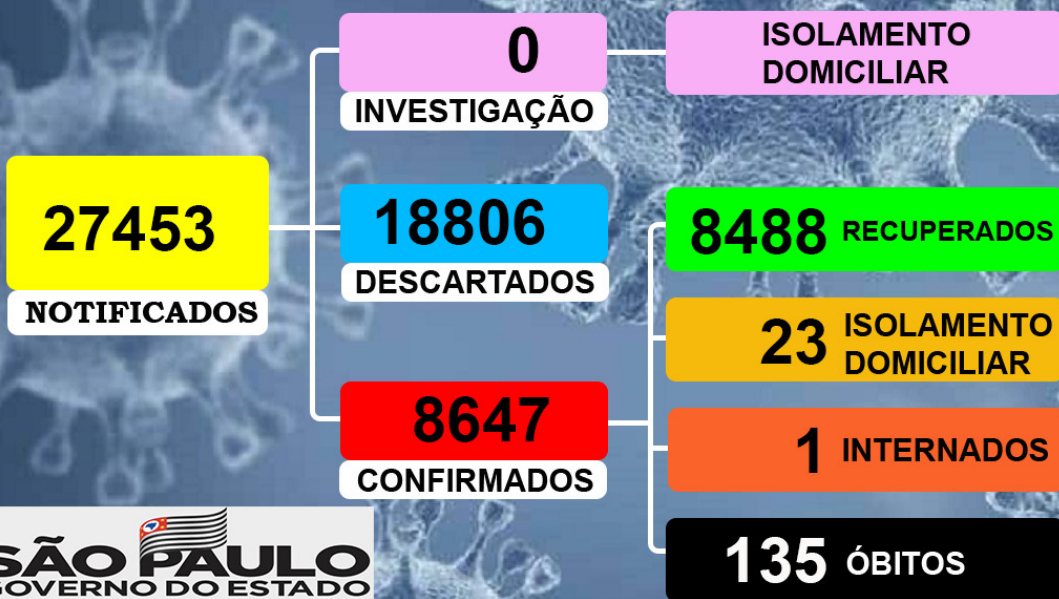 0
INVESTIGAÇÃO
ISOLAMENTO
DOMICILIAR
27453
NOTIFICADOS
18806
DESCARTADOS
8647
CONFIRMADOS
8488 RECUPERADOS
23 ISOLAMENTO
DOMICILIAR
1 INTERNADOS
135 ÓBITOS
SÃO PAULO
GOVERNO DO ESTADO